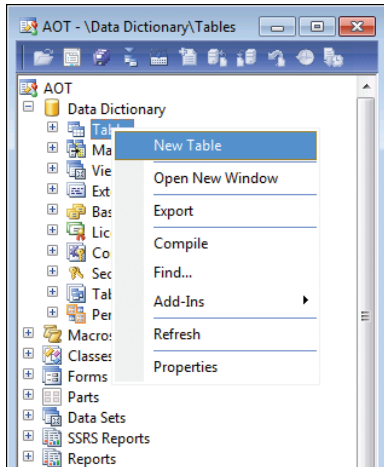 AOT - \Data Dictionary\Tables
AOT
Data Dictionary
Table
New Table
Ma
Vie
Open New Window
Ext
Bas
Export
Lic
Co
Compile
Sec
Find...
Tab
Add-Ins
Per
Macros
Refresh
Classes
Forms
Properties
Parts
Data Sets
SSRS Reports
Reports